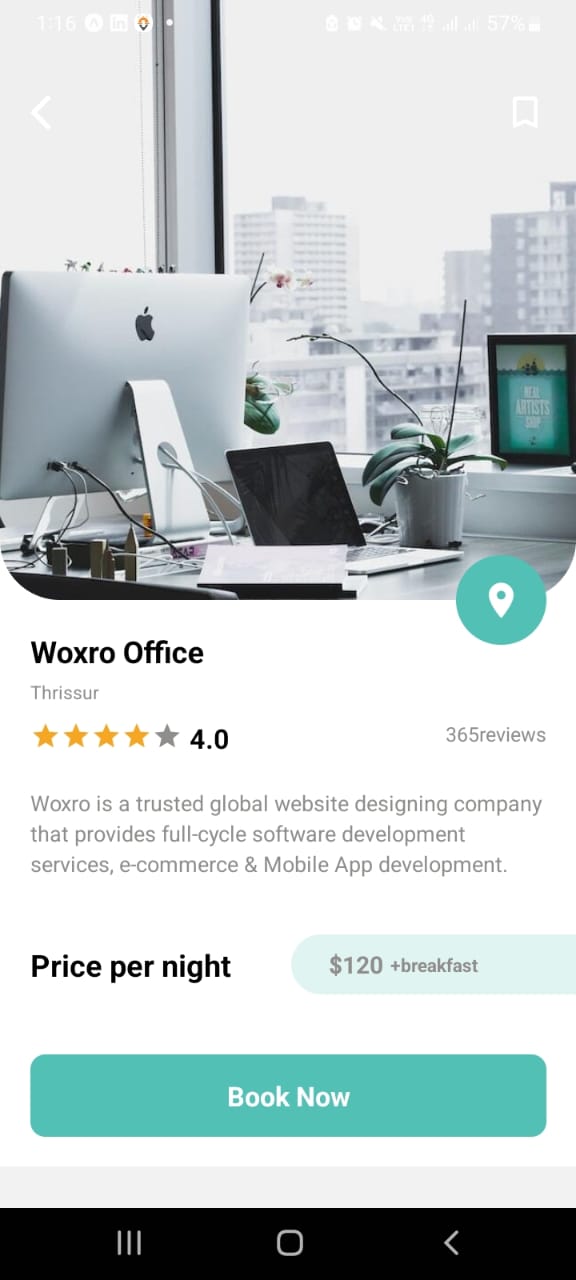 1:16
57%
REAL
ARTISTS
SHIP
Woxro Office
Thrissur
4.0
365reviews
Woxro is a trusted global website designing company
that provides full-cycle software development
services, e-commerce & Mobile App development.
Price per night
$120 +breakfast
Book Now